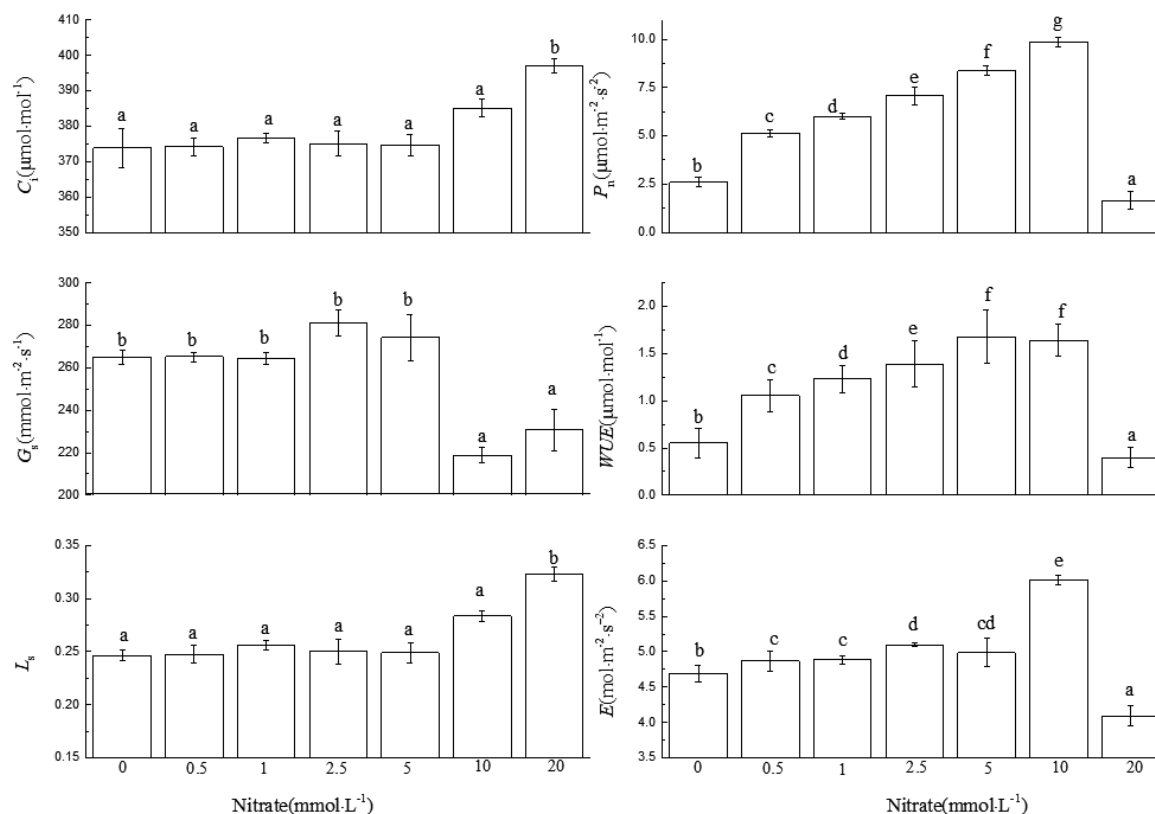 410
400
390
380
370
360
350
Cᵢ(μmol·mol⁻¹)
a a a a a a b
10.0
7.5
5.0
2.5
0.0
Pₙ(μmol·m⁻²·s⁻²)
b c d e f g a
300
280
260
240
220
200
Gₛ(mmol·m⁻²·s⁻¹)
b b b b b a a
2.0
1.5
1.0
0.5
0.0
WUE(μmol·mol⁻¹)
b c d e f f a
0.35
0.30
0.25
0.20
0.15
Lₛ
a a a a a a b
0 0.5 1 2.5 5 10 20
Nitrate(mmol·L⁻¹)
6.5
6.0
5.5
5.0
4.5
4.0
3.5
E(mol·m⁻²·s⁻²)
b c c d cd e a
0 0.5 1 2.5 5 10 20
Nitrate(mmol·L⁻¹)